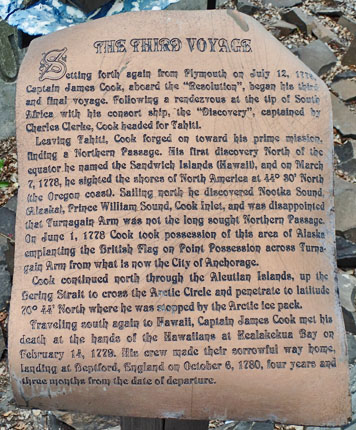 THE THIRD VOYAGE
Setting forth again from Plymouth on July 12, 1776,
Captain James Cook, aboard the "Resolution", began his third
and final voyage. Following a rendezvous at the tip of South
Africa with his consort ship, the "Discovery", captained by
Charles Clerke, Cook headed for Tahiti.
Leaving Tahiti, Cook forged on toward his prime mission,
finding a Northern Passage. His first discovery North of the
equator he named the Sandwich Islands (Hawaii), and on March
7, 1778, he sighted the shores of North America at 44º 30' North
(the Oregon coast). Sailing north he discovered Nootka Sound,
(Alaska), Prince William Sound, Cook Inlet, and was disappointed
that Turnagain Arm was not the long sought Northern Passage.
On June 1, 1778 Cook took possession of this area of Alaska
emplanting the British Flag on Point Possession across Turna-
gain Arm from what is now the City of Anchorage.
Cook continued north through the Aleutian islands, up the
Bering Strait to cross the Arctic Circle and penetrate to latitude
70º 44' North where he was stopped by the Arctic ice pack.
Traveling south again to Hawaii, Captain James Cook met his
death at the hands of the Hawaiians at Kealakekua Bay on
February 14, 1779. His crew made their sorrowful way home,
landing at Deptford, England on October 6, 1780, four years and
three months from the date of departure.